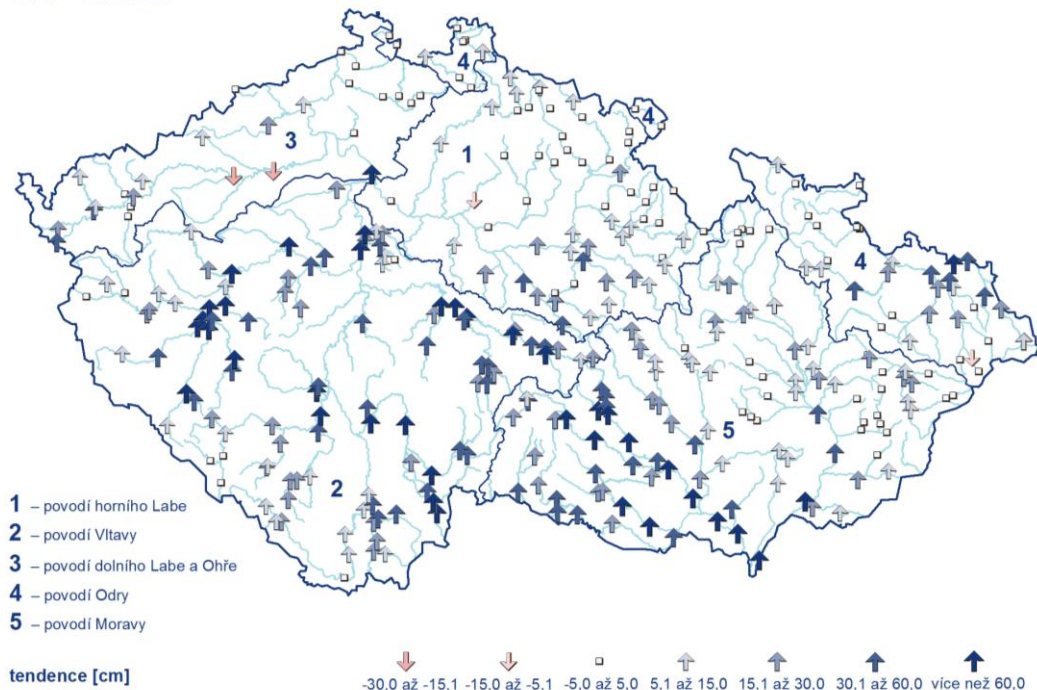 4
4
3
1
4
5
2
1 – povodí horního Labe
2 – povodí Vltavy
3 – povodí dolního Labe a Ohře
4 – povodí Odry
5 – povodí Moravy
tendence [cm]
-30,0 až -15,1 -15,0 až -5,1 -5,0 až 5,0 5,1 až 15,0 15,1 až 30,0 30,1 až 60,0 více než 60,0